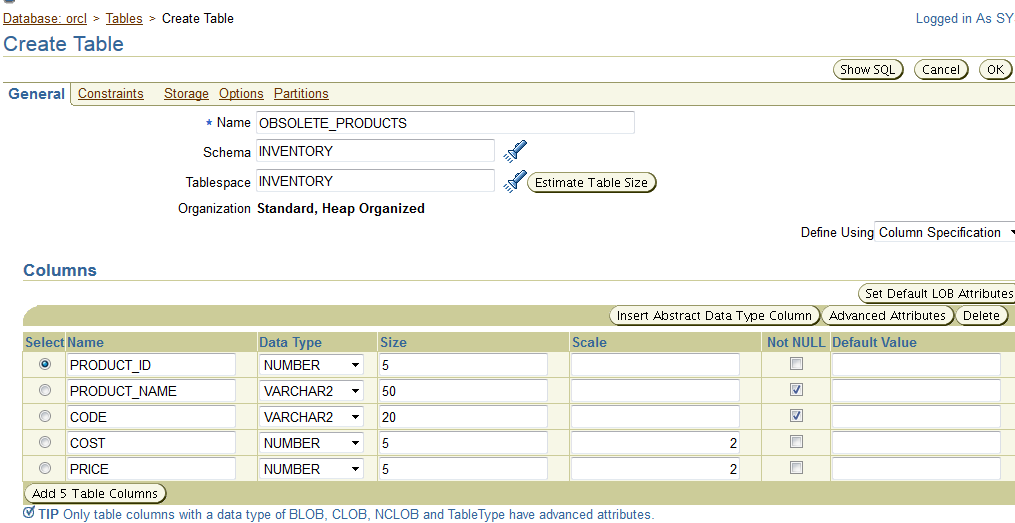 Database: orcl > Tables > Create Table Logged in As SY
Create Table
Show SQL Cancel OK
General Constraints Storage Options Partitions
* Name OBSOLETE_PRODUCTS
Schema INVENTORY
Tablespace INVENTORY Estimate Table Size
Organization Standard, Heap Organized
Define Using Column Specification
Columns
Set Default LOB Attributes
Insert Abstract Data Type Column Advanced Attributes Delete
Select Name Data Type Size Scale Not NULL Default Value
PRODUCT_ID NUMBER 5
PRODUCT_NAME VARCHAR2 50
CODE VARCHAR2 20
COST NUMBER 5 2
PRICE NUMBER 5 2
Add 5 Table Columns
TIP Only table columns with a data type of BLOB, CLOB, NCLOB and TableType have advanced attributes.